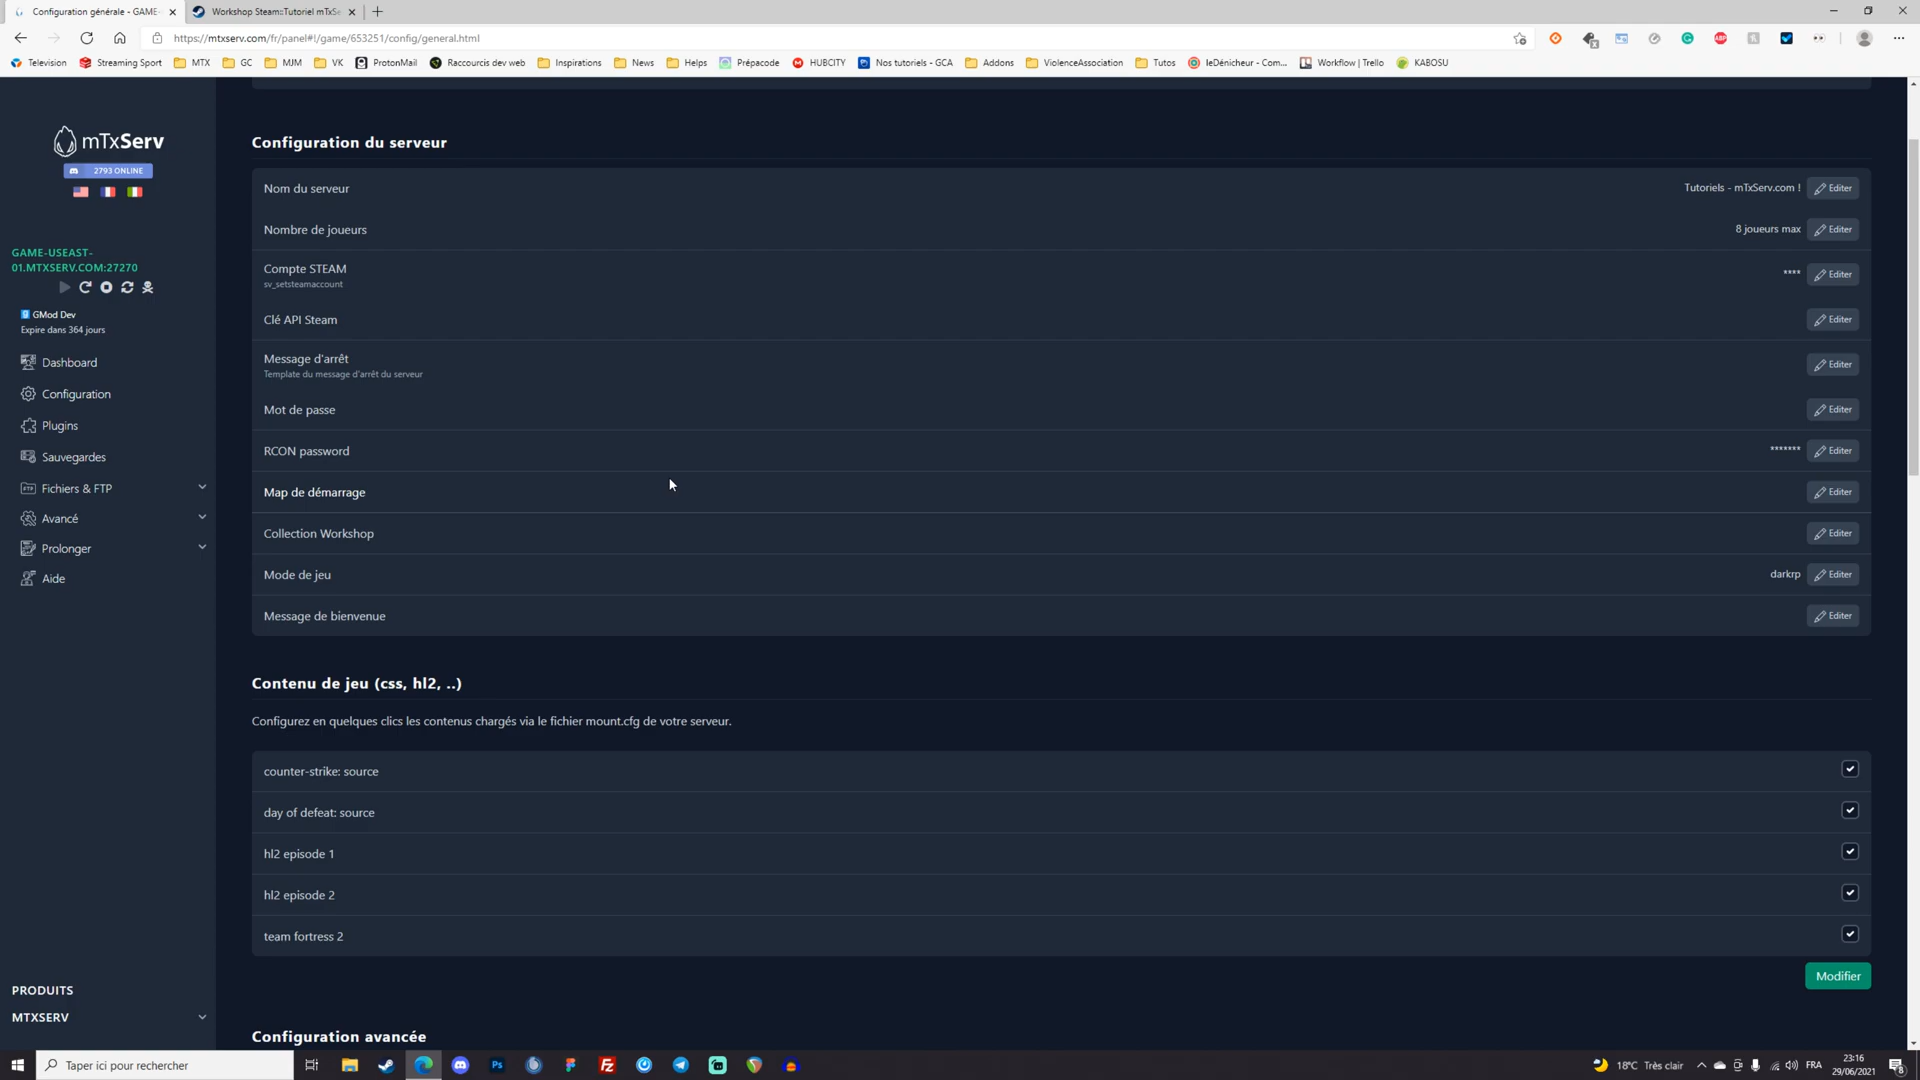 Configuration générale - GAME-
Workshop Steam::Tutoriel mTxSe
https://mtxserv.com/fr/panel#!/game/653251/config/general.html
Television
Streaming Sport
MTX
GC
MJM
VK
ProtonMail
Raccourcis dev web
Inspirations
News
Helps
Prépacode
HUBCITY
Nos tutoriels - GCA
Addons
ViolenceAssociation
Tutos
leDénicheur - Com...
Workflow | Trello
KABOSU
mTxServ
2793 ONLINE
GAME-USEAST-
01.MTXSERV.COM:27270
GMod Dev
Expire dans 364 jours
Dashboard
Configuration
Plugins
Sauvegardes
FTP
Fichiers & FTP
Avancé
Prolonger
Aide
PRODUITS
MTXSERV
Configuration du serveur
Nom du serveur
Tutoriels - mTxServ.com !
Editer
Nombre de joueurs
8 joueurs max
Editer
Compte STEAM
sv_setsteamaccount
****
Editer
Clé API Steam
Editer
Message d'arrêt
Template du message d'arrêt du serveur
Editer
Mot de passe
Editer
RCON password
*******
Editer
Map de démarrage
Editer
Collection Workshop
Editer
Mode de jeu
darkrp
Editer
Message de bienvenue
Editer
Contenu de jeu (css, hl2, ..)
Configurez en quelques clics les contenus chargés via le fichier mount.cfg de votre serveur.
counter-strike: source
day of defeat: source
hl2 episode 1
hl2 episode 2
team fortress 2
Modifier
Configuration avancée
Taper ici pour rechercher
Ps
Fz
18°C Très clair
FRA
23:16
29/06/2021